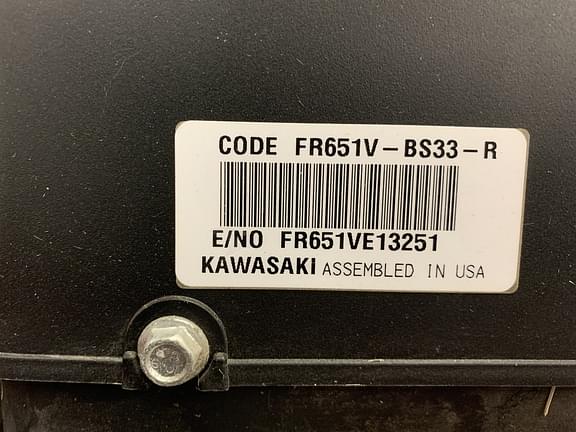 CODE FR651V-BS33-R
E/NO FR651VE13251
KAWASAKI ASSEMBLED IN USA